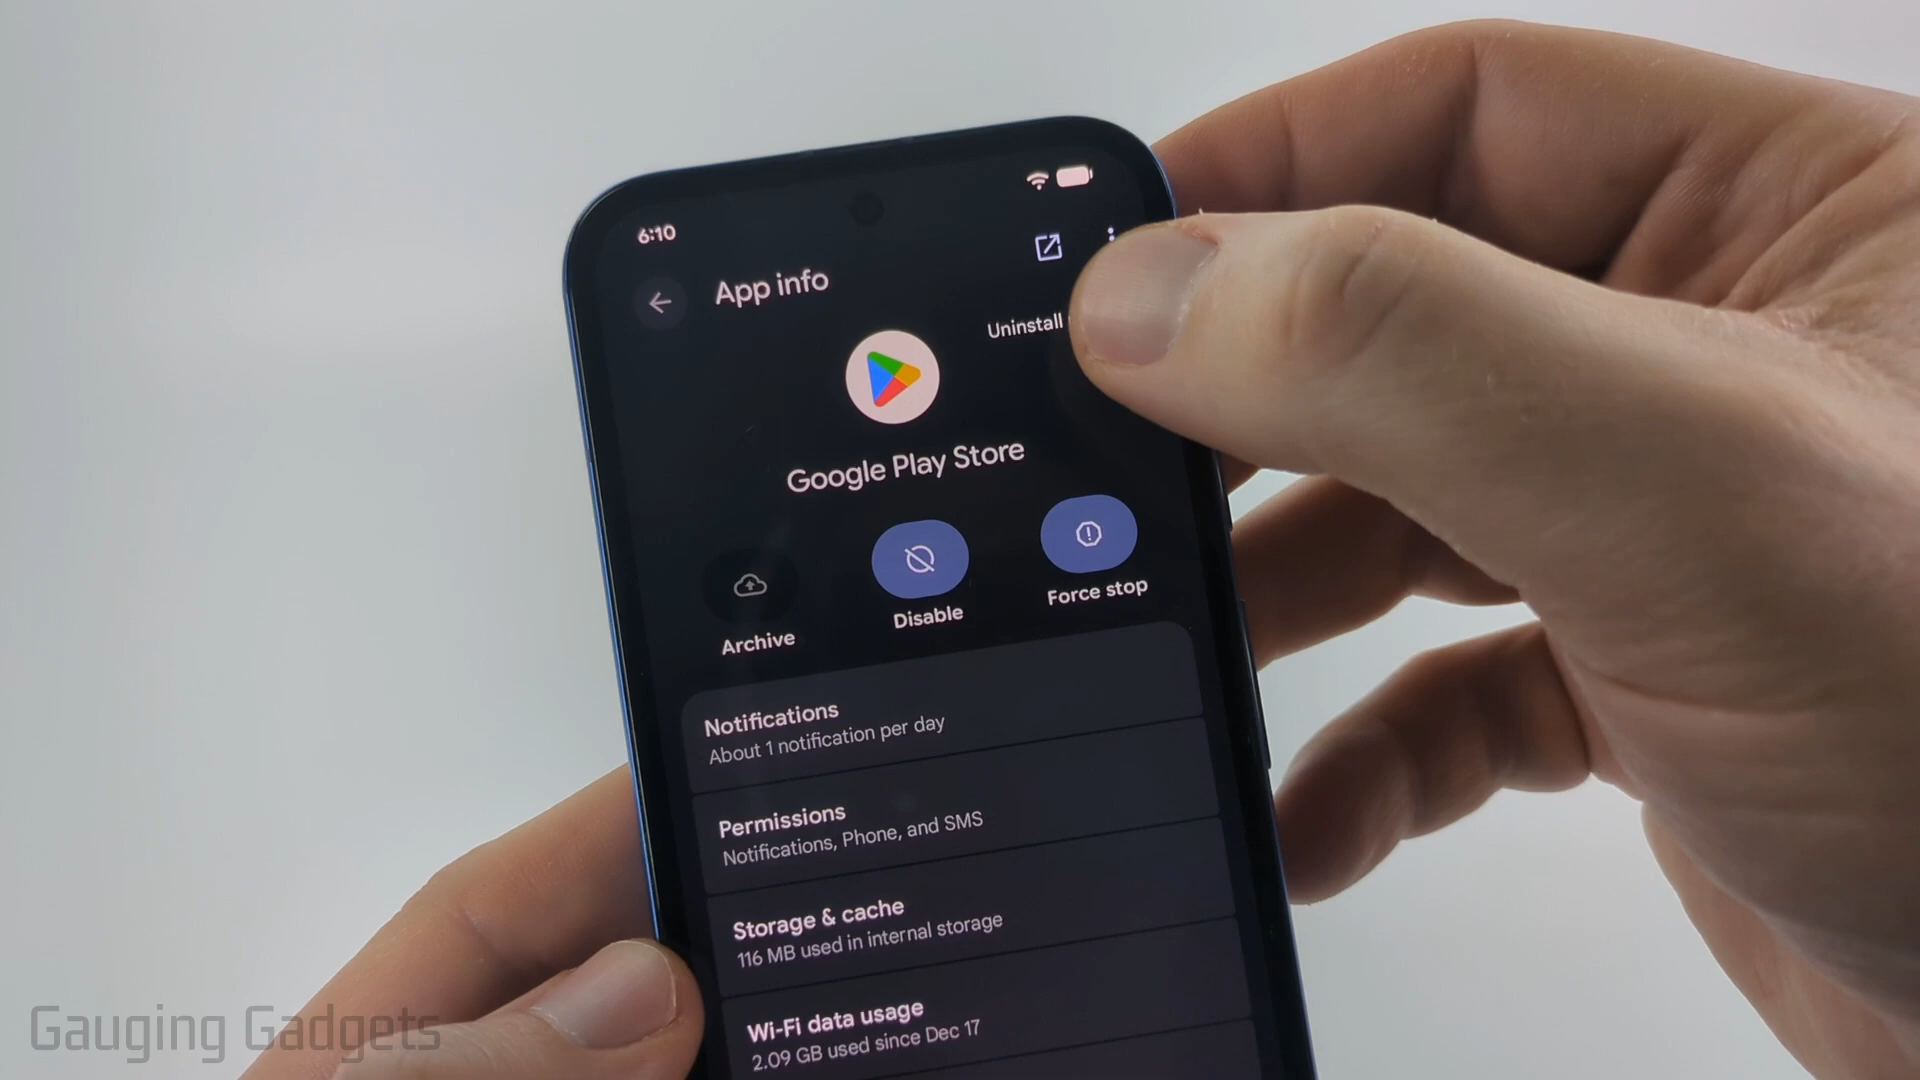 6:10
App info
Uninstall
Google Play Store
Archive
Disable
Force stop
Notifications
About 1 notification per day
Permissions
Notifications, Phone, and SMS
Storage & cache
116 MB used in internal storage
Wi-Fi data usage
2.09 GB used since Dec 17
Gauging Gadgets